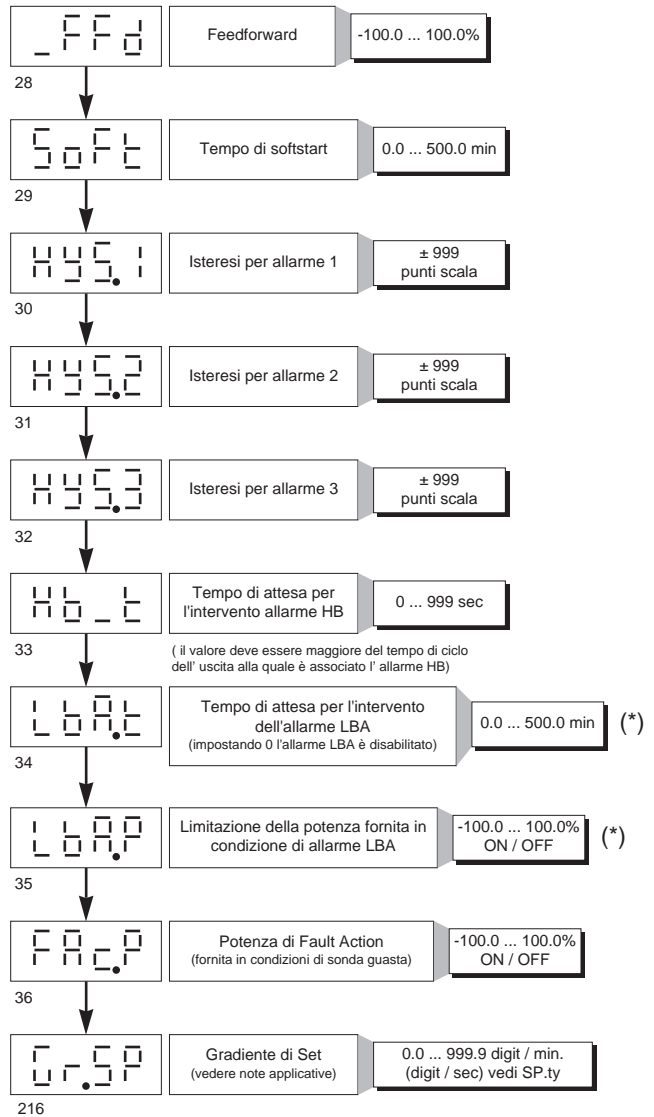 _FFd
Feedforward
-100.0 ... 100.0%
28
SoFt
Tempo di softstart
0.0 ... 500.0 min
29
HYS.1
Isteresi per allarme 1
± 999
punti scala
30
HYS.2
Isteresi per allarme 2
± 999
punti scala
31
HYS.3
Isteresi per allarme 3
± 999
punti scala
32
Hb_t
Tempo di attesa per
l'intervento allarme HB
0 ... 999 sec
33
( il valore deve essere maggiore del tempo di ciclo
dell' uscita alla quale è associato l' allarme HB)
LbA.t
Tempo di attesa per l'intervento
dell'allarme LBA
(impostando 0 l'allarme LBA è disabilitato)
0.0 ... 500.0 min
(*)
34
LbA.P
Limitazione della potenza fornita in
condizione di allarme LBA
-100.0 ... 100.0%
ON / OFF
(*)
35
FAc.P
Potenza di Fault Action
(fornita in condizioni di sonda guasta)
-100.0 ... 100.0%
ON / OFF
36
Gr.SP
Gradiente di Set
(vedere note applicative)
0.0 ... 999.9 digit / min.
(digit / sec) vedi SP.ty
216